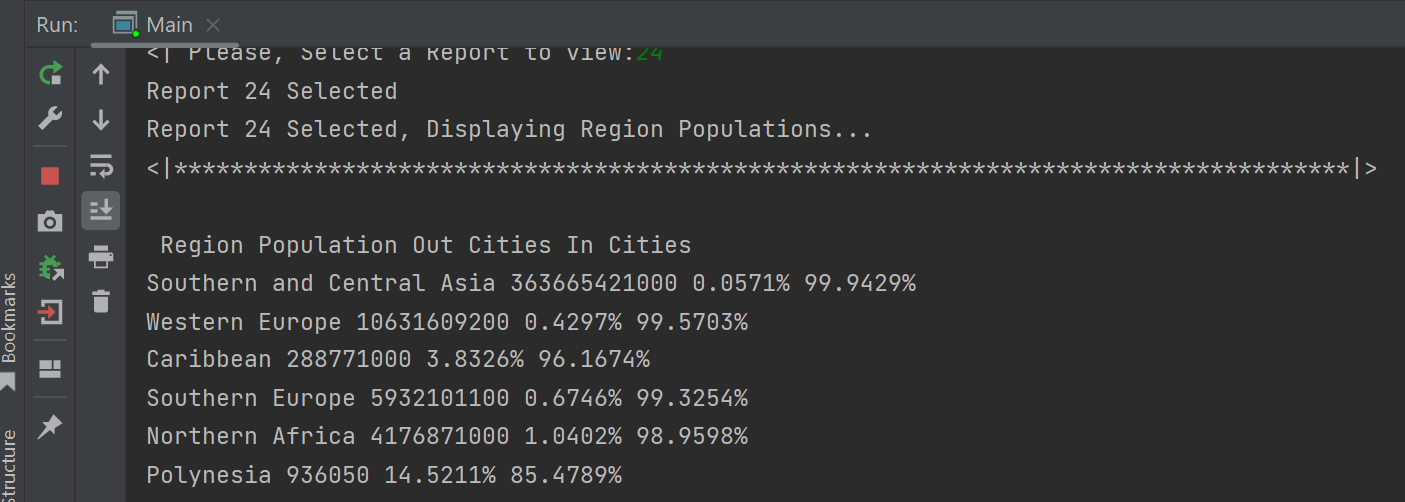 Run: Main
<| Please, Select a Report to view:24
Report 24 Selected
Report 24 Selected, Displaying Region Populations...
<|************************************************************************************|>
Region Population Out Cities In Cities
Southern and Central Asia 363665421000 0.0571% 99.9429%
Western Europe 10631609200 0.4297% 99.5703%
Caribbean 288771000 3.8326% 96.1674%
Southern Europe 5932101100 0.6746% 99.3254%
Northern Africa 4176871000 1.0402% 98.9598%
Polynesia 936050 14.5211% 85.4789%
Bookmarks
Structure